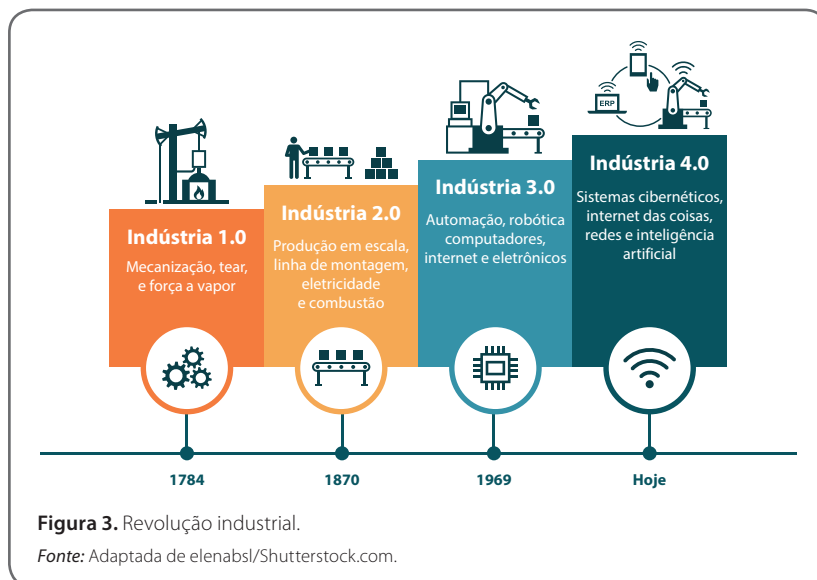 ERP
Indústria 1.0
Mecanização, tear,
e força a vapor
Indústria 2.0
Produção em escala,
linha de montagem,
eletricidade
e combustão
Indústria 3.0
Automação, robótica
computadores,
internet e eletrônicos
Indústria 4.0
Sistemas cibernéticos,
internet das coisas,
redes e inteligência
artificial
1784
1870
1969
Hoje
Figura 3. Revolução industrial.
Fonte: Adaptada de elenabsl/Shutterstock.com.